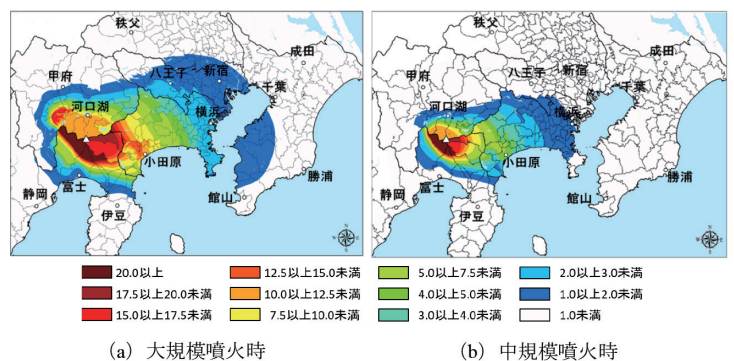 秩父
成田
甲府
八王子
新宿
千葉
河口湖
横浜
小田原
富士
勝浦
静岡
館山
伊豆
秩父
成田
甲府
八王子
新宿
千葉
河口湖
横浜
小田原
富士
勝浦
静岡
館山
伊豆
20.0以上
17.5以上20.0未満
15.0以上17.5未満
12.5以上15.0未満
10.0以上12.5未満
7.5以上10.0未満
5.0以上7.5未満
4.0以上5.0未満
3.0以上4.0未満
2.0以上3.0未満
1.0以上2.0未満
1.0未満
(a) 大規模噴火時
(b) 中規模噴火時